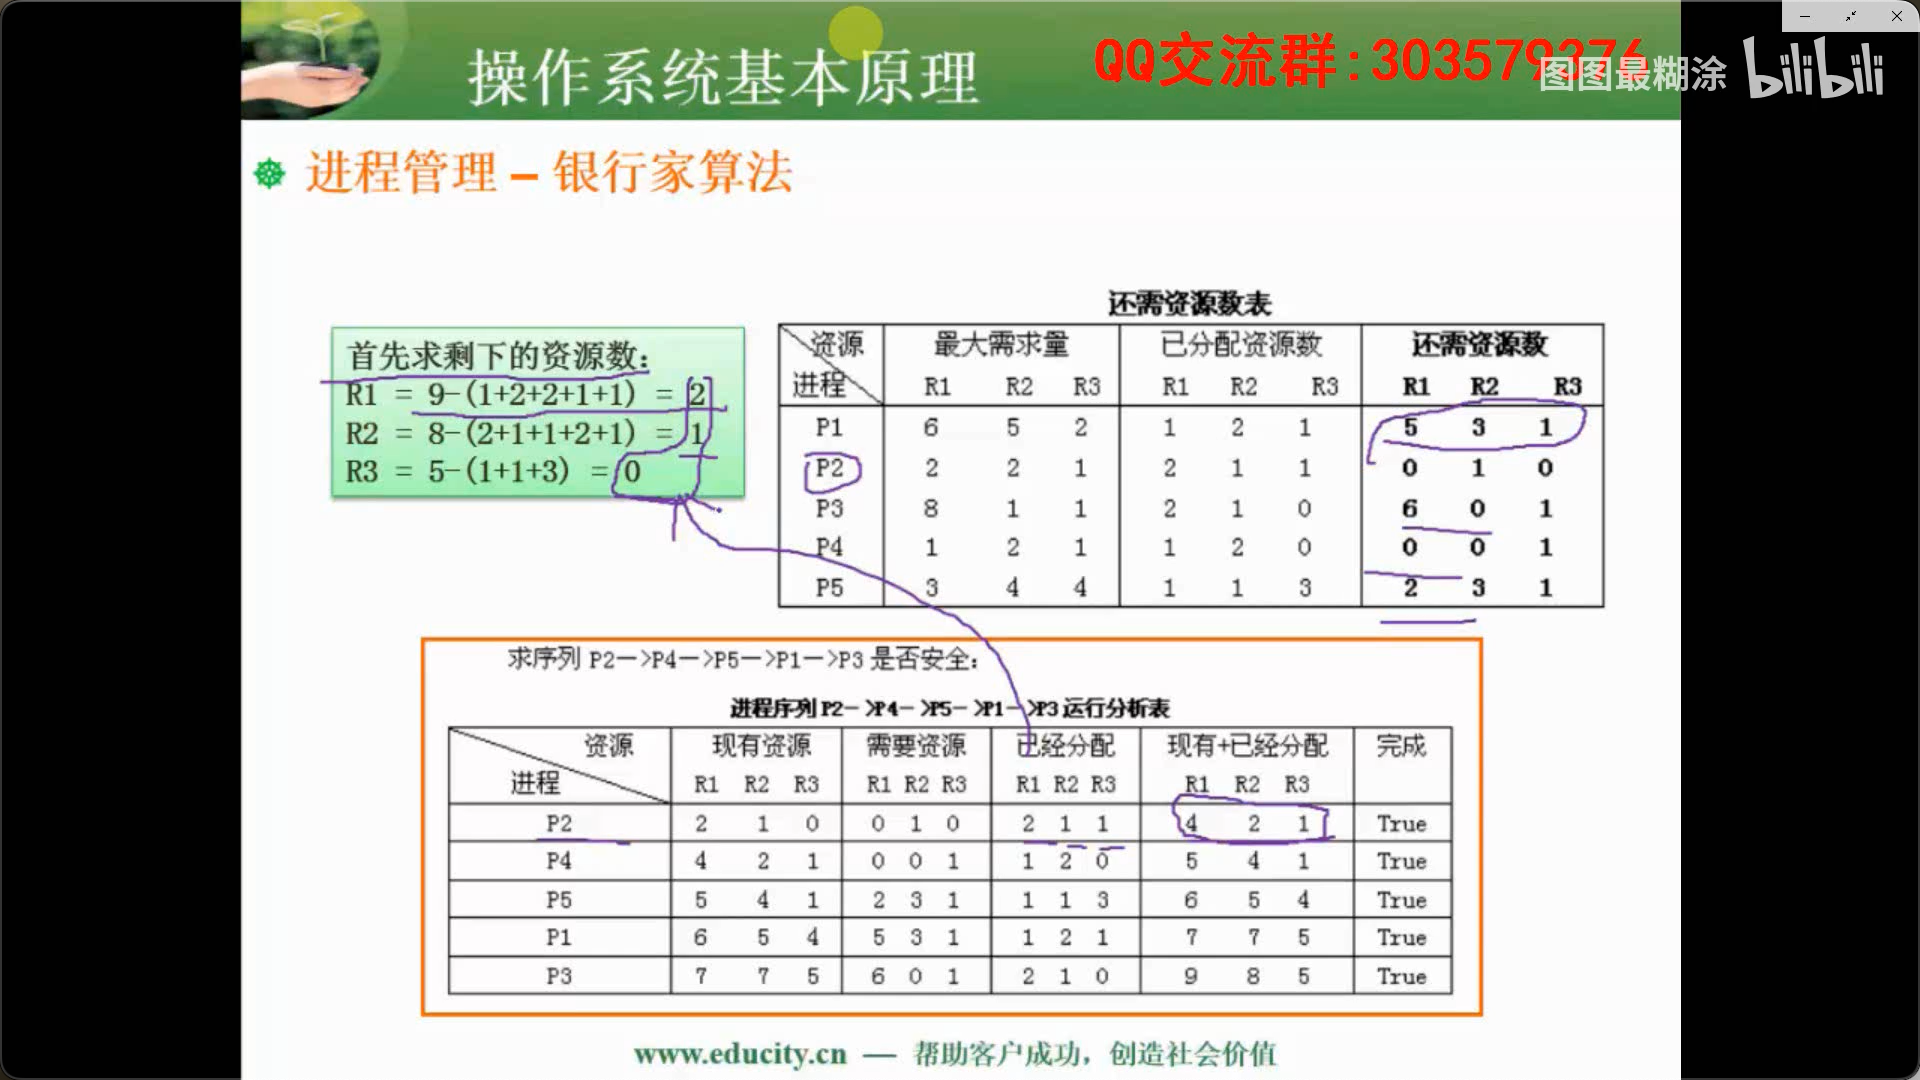 操作系统基本原理
QQ交流群:303579376
图图最糊涂 bilibili
进程管理 – 银行家算法
首先求剩下的资源数:
R1 = 9-(1+2+2+1+1) = 2
R2 = 8-(2+1+1+2+1) = 1
R3 = 5-(1+1+3) = 0
还需资源数表
资源 最大需求量 已分配资源数 还需资源数
进程 R1 R2 R3 R1 R2 R3 R1 R2 R3
P1 6 5 2 1 2 1 5 3 1
P2 2 2 1 2 1 1 0 1 0
P3 8 1 1 2 1 0 6 0 1
P4 1 2 1 1 2 0 0 0 1
P5 3 4 4 1 1 3 2 3 1
求序列 P2—>P4—>P5—>P1—>P3 是否安全:
进程序列 P2—>P4—>P5—>P1—>P3 运行分析表
资源 现有资源 需要资源 已经分配 现有+已经分配 完成
进程 R1 R2 R3 R1 R2 R3 R1 R2 R3 R1 R2 R3
P2 2 1 0 0 1 0 2 1 1 4 2 1 True
P4 4 2 1 0 0 1 1 2 0 5 4 1 True
P5 5 4 1 2 3 1 1 1 3 6 5 4 True
P1 6 5 4 5 3 1 1 2 1 7 7 5 True
P3 7 7 5 6 0 1 2 1 0 9 8 5 True
www.educity.cn — 帮助客户成功，创造社会价值